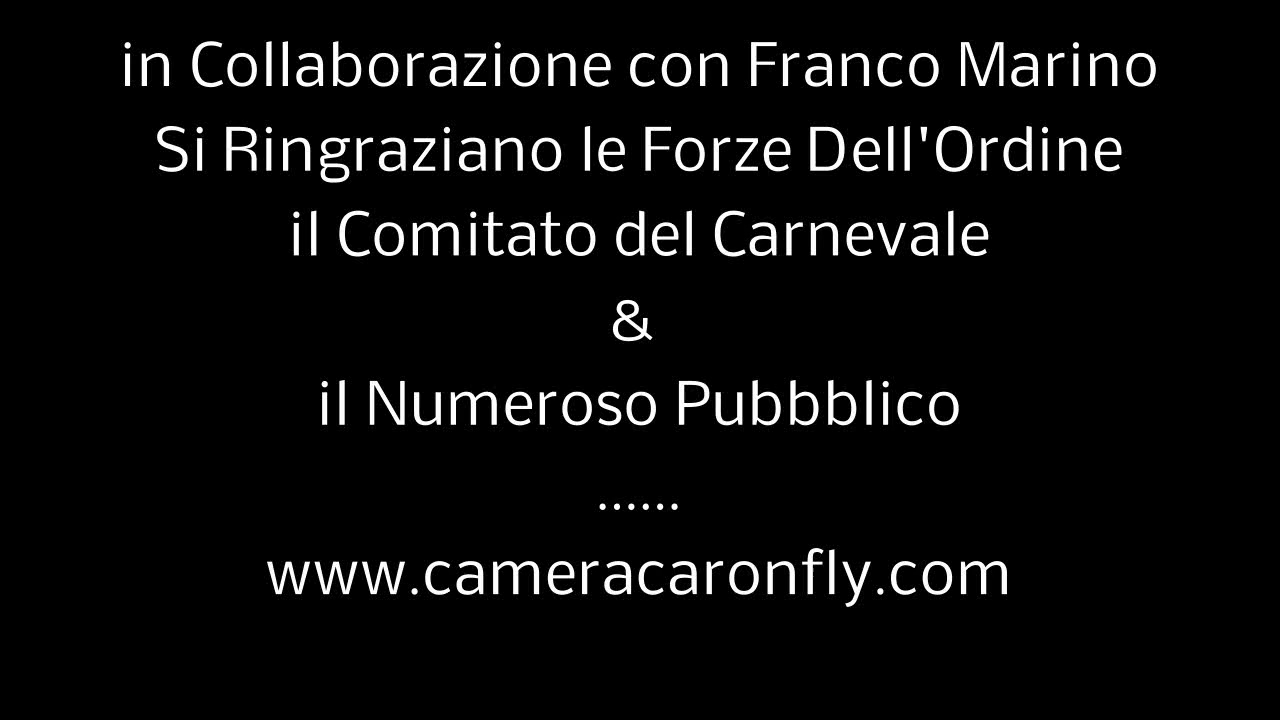 in Collaborazione con Franco Marino
Si Ringraziano le Forze Dell'Ordine
il Comitato del Carnevale
&
il Numeroso Pubbblico
......
www.cameracaronfly.com